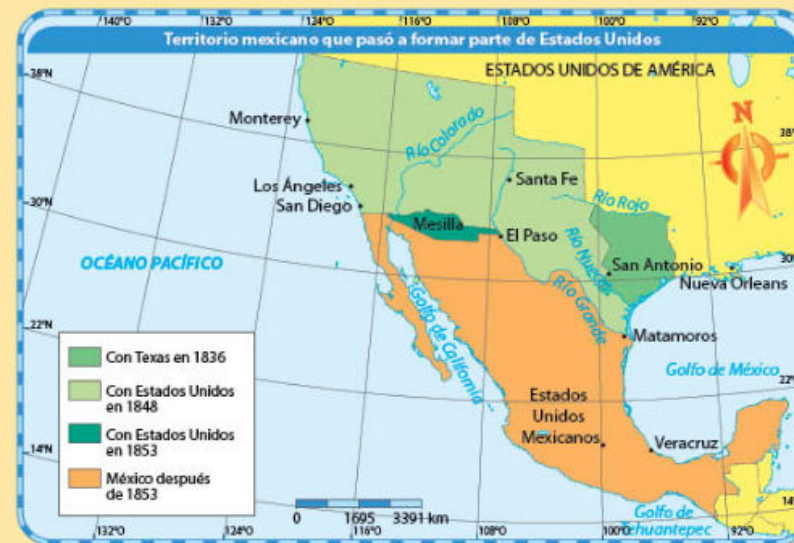 140°O
132°O
124°O
116°O
108°O
100°O
92°O
Territorio mexicano que pasó a formar parte de Estados Unidos
38°N
ESTADOS UNIDOS DE AMÉRICA
N
38°
Monterey
Río Colorado
Santa Fe
Los Ángeles
San Diego
30°N
Río Rojo
Mesilla
El Paso
Río Nueces
San Antonio
30°
Nueva Orleans
OCÉANO PACÍFICO
Río Grande
Golfo de California
Matamoros
22°N
Golfo de México
22°
Con Texas en 1836
Con Estados Unidos
en 1848
Con Estados Unidos
en 1853
México después
de 1853
Estados
Unidos
Mexicanos
Veracruz
14°N
14°
0 1695 3391 km
Golfo de
Tehuantepec
132°O
124°O
116°O
108°O
100°O
92°O